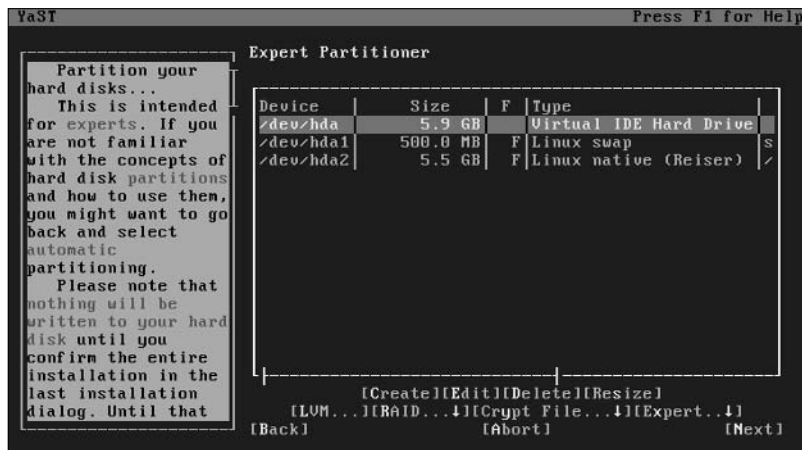 YaST Press F1 for Help
Partition your
hard disks...
This is intended
for experts. If you
are not familiar
with the concepts of
hard disk partitions
and how to use them,
you might want to go
back and select
automatic
partitioning.
Please note that
nothing will be
written to your hard
disk until you
confirm the entire
installation in the
last installation
dialog. Until that
Expert Partitioner
Device | Size | F |Type |
/dev/hda | 5.9 GB| |Virtual IDE Hard Drive
/dev/hda1| 500.0 MB| F|Linux swap |s
/dev/hda2| 5.5 GB| F|Linux native (Reiser) |/
[Create][Edit][Delete][Resize]
[LVM...][RAID...↓][Crypt File...↓][Expert..↓]
[Back] [Abort] [Next]